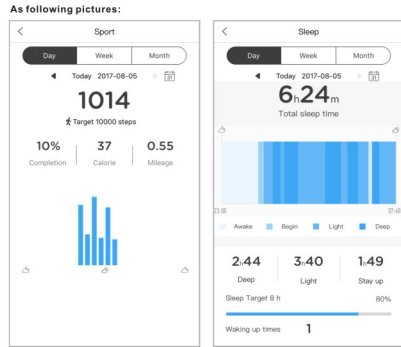 As following pictures:
Sport
Day Week Month
Today 2017-08-05 31
1014
Target 10000 steps
10% 37 0.55
Completion Calorie Mileage
Sleep
Day Week Month
Today 2017-08-05 31
6h24m
Total sleep time
23:00 07:40
Awake Begin Light Deep
2h44 3h40 1h49
Deep Light Stay up
Sleep Target 8 h 80%
Waking up times 1